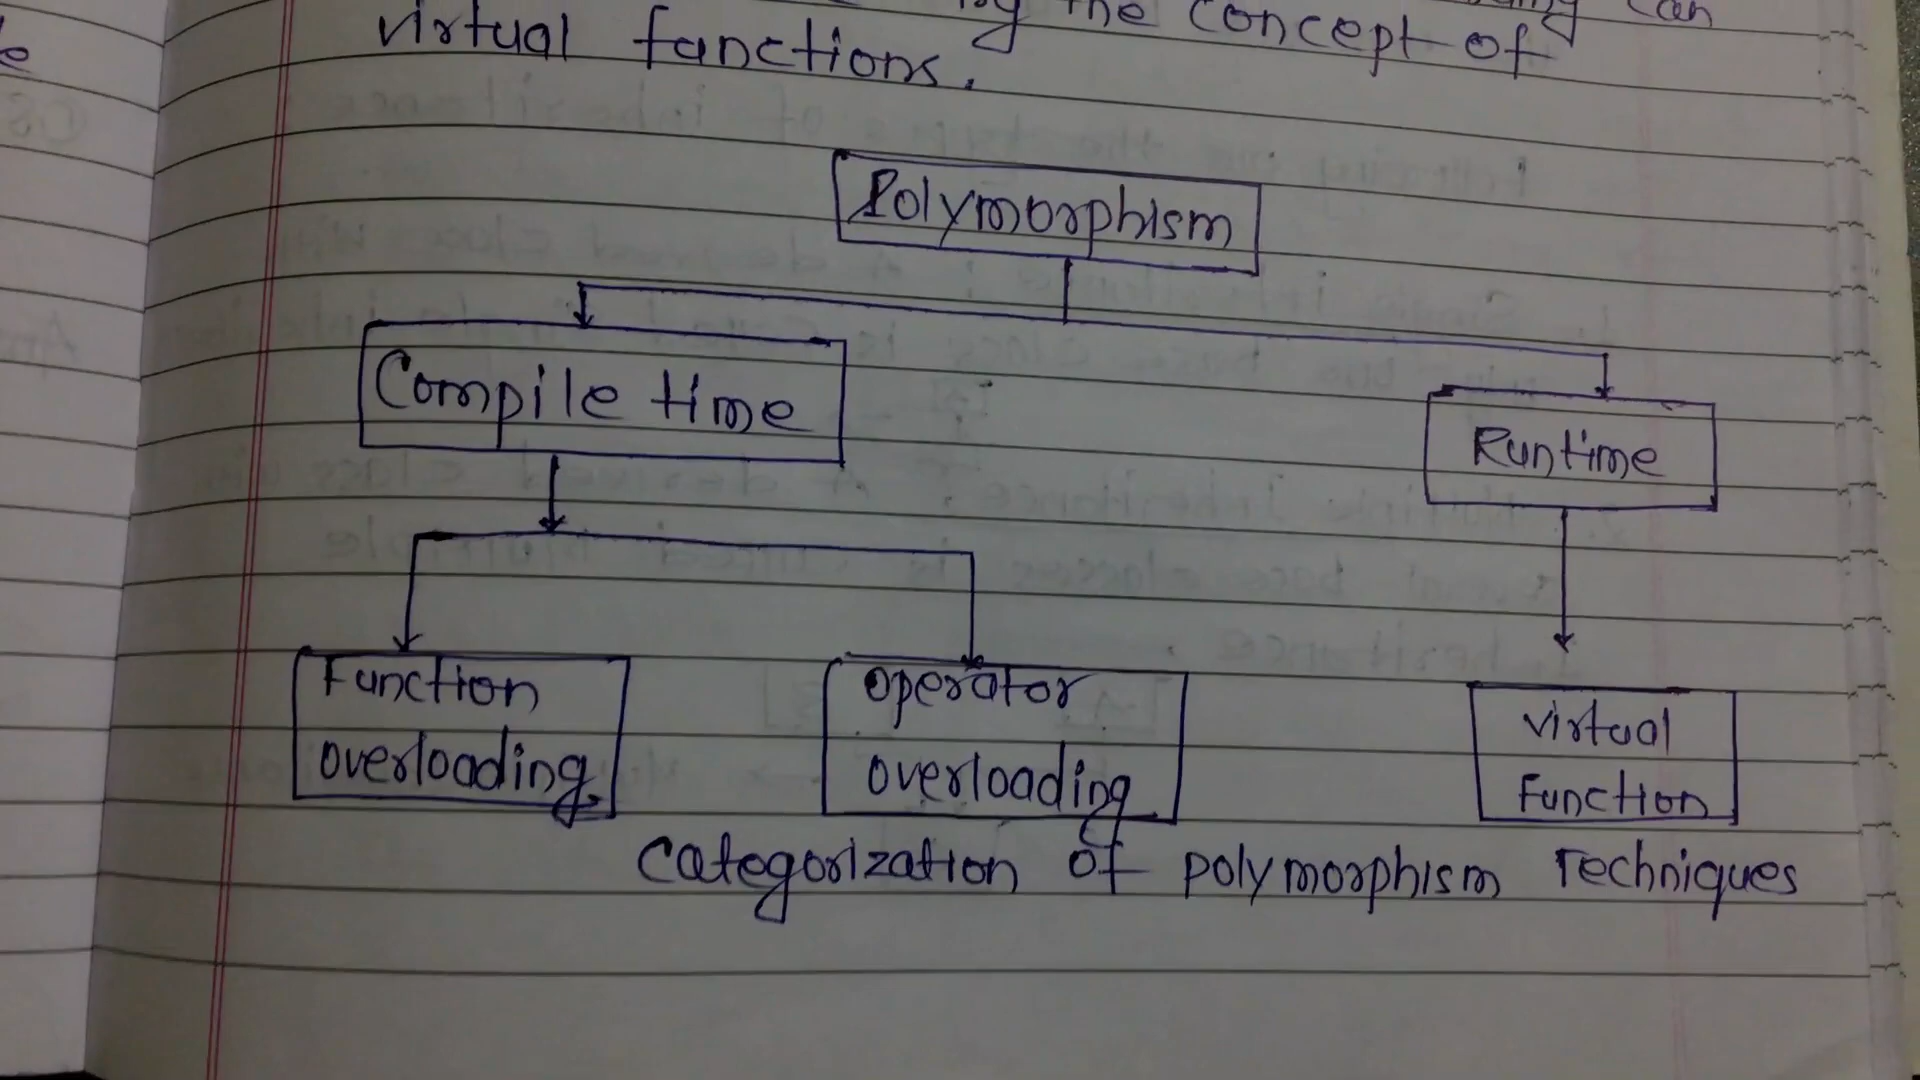 the concept of
virtual functions.
Polymorphism
Compile time
Runtime
Function
overloading
operator
overloading
virtual
Function
Categorization of polymorphism Techniques